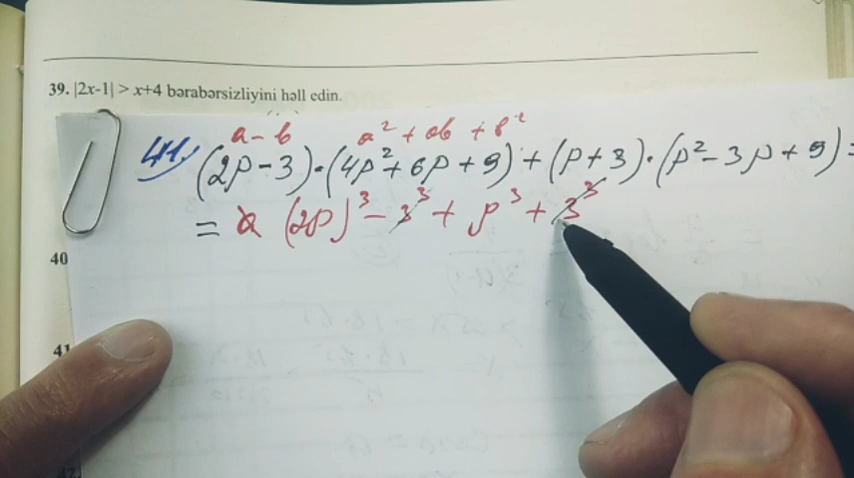 39. |2x-1| > x+4 bərabərsizliyini həll edin.
a-b a² + ab + b²
41) (2p-3)·(4p²+6p+9)+(p+3)·(p²-3p+9)=
= (2p)³ - 3³ + p³ + 3³
40
41
42